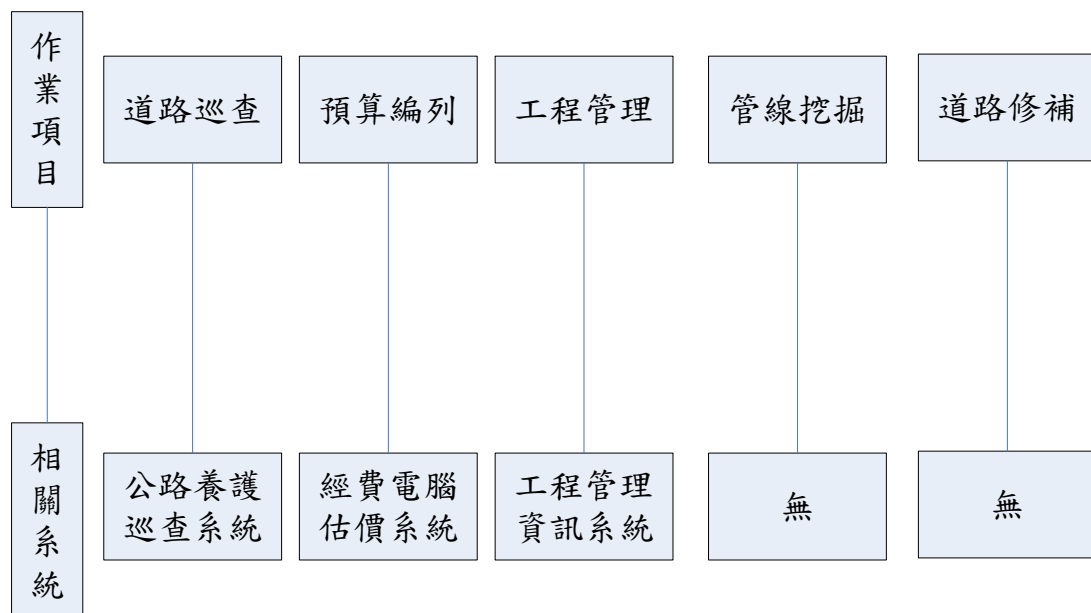 作業項目
道路巡查
預算編列
工程管理
管線挖掘
道路修補
相關系統
公路養護
巡查系統
經費電腦
估價系統
工程管理
資訊系統
無
無